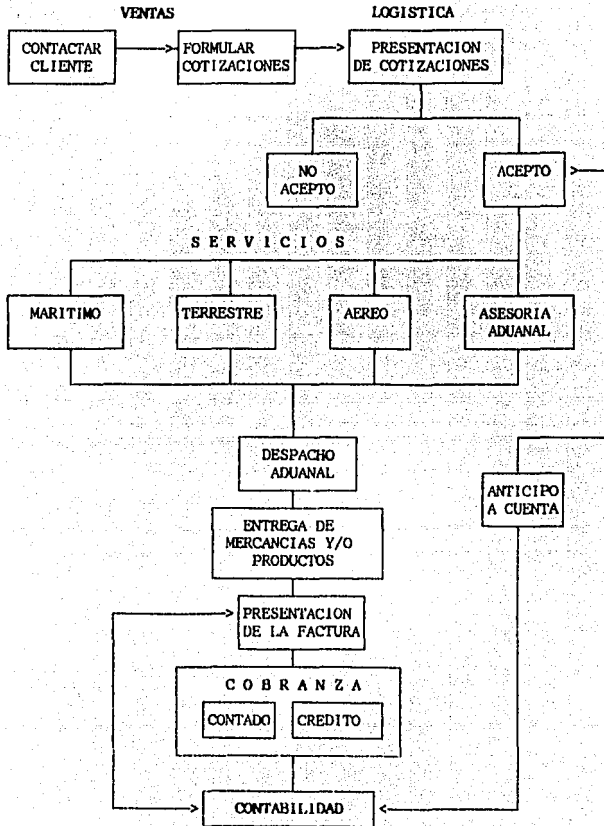 VENTAS
LOGISTICA
CONTACTAR
CLIENTE
FORMULAR
COTIZACIONES
PRESENTACION
DE COTIZACIONES
NO
ACEPTO
ACEPTO
S E R V I C I O S
MARITIMO
TERRESTRE
AEREO
ASESORIA
ADUANAL
DESPACHO
ADUANAL
ANTICIPO
A CUENTA
ENTREGA DE
MERCANCIAS Y/O
PRODUCTOS
PRESENTACION
DE LA FACTURA
C O B R A N Z A
CONTADO
CREDITO
CONTABILIDAD